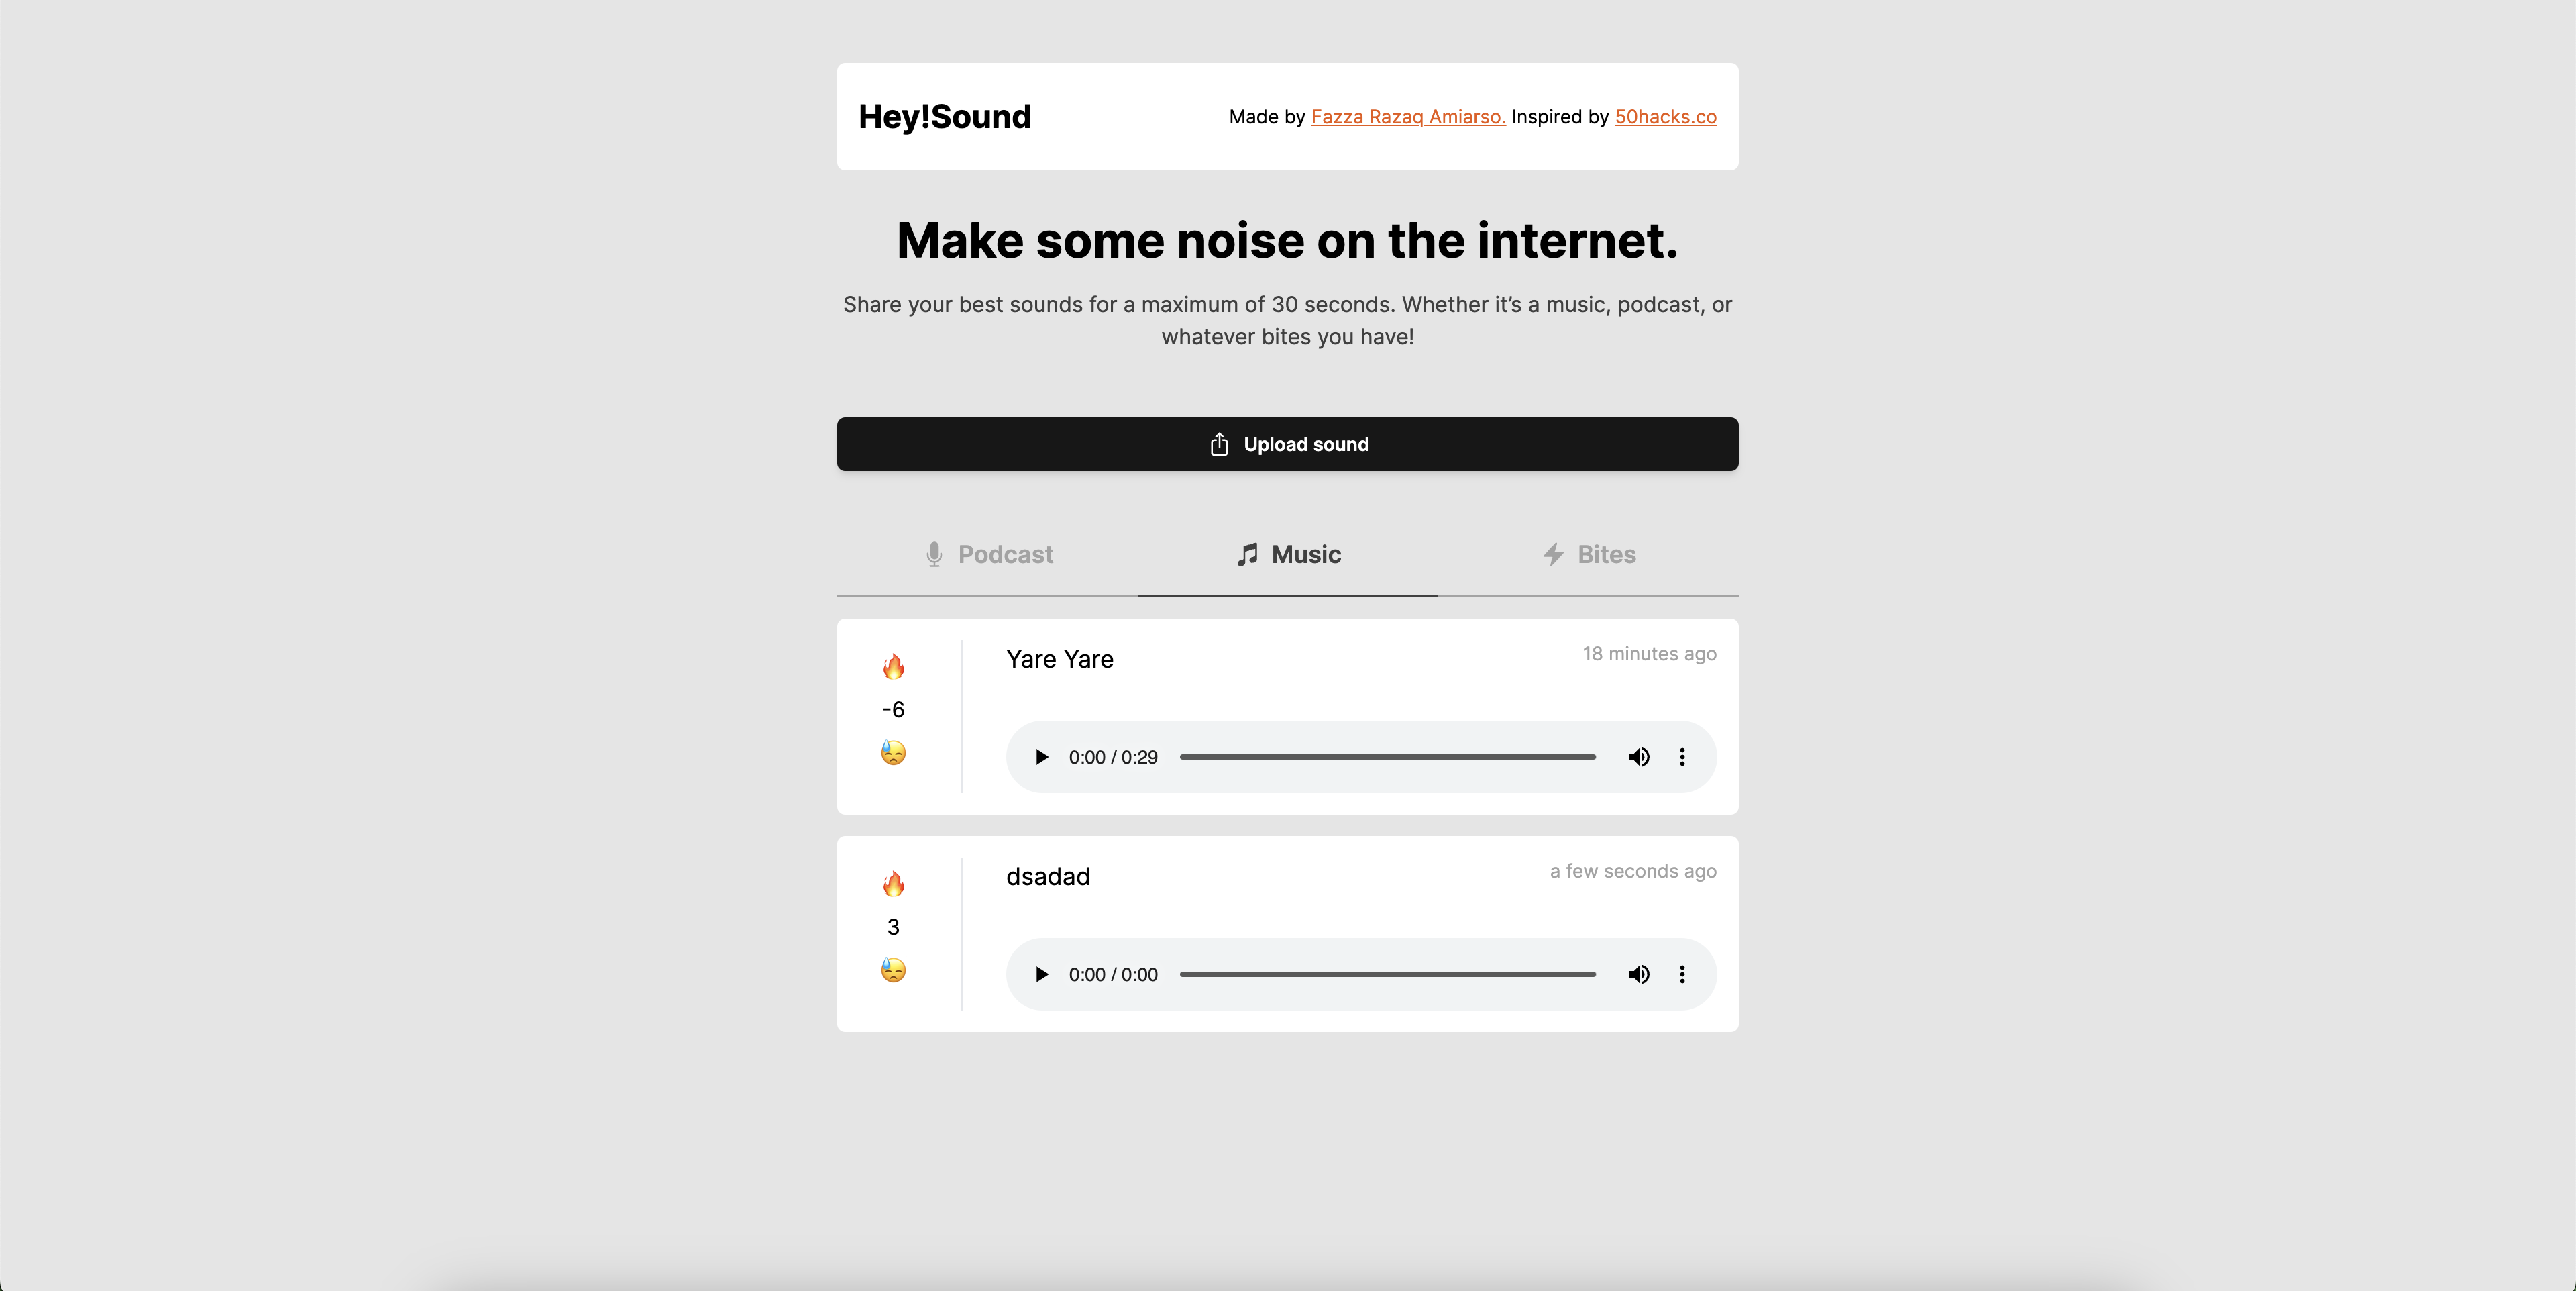 Hey!Sound
Made by Fazza Razaq Amiarso. Inspired by 50hacks.co
Make some noise on the internet.
Share your best sounds for a maximum of 30 seconds. Whether it’s a music, podcast, or
whatever bites you have!
Upload sound
Podcast
Music
Bites
Yare Yare
18 minutes ago
-6
0:00 / 0:29
dsadad
a few seconds ago
3
0:00 / 0:00